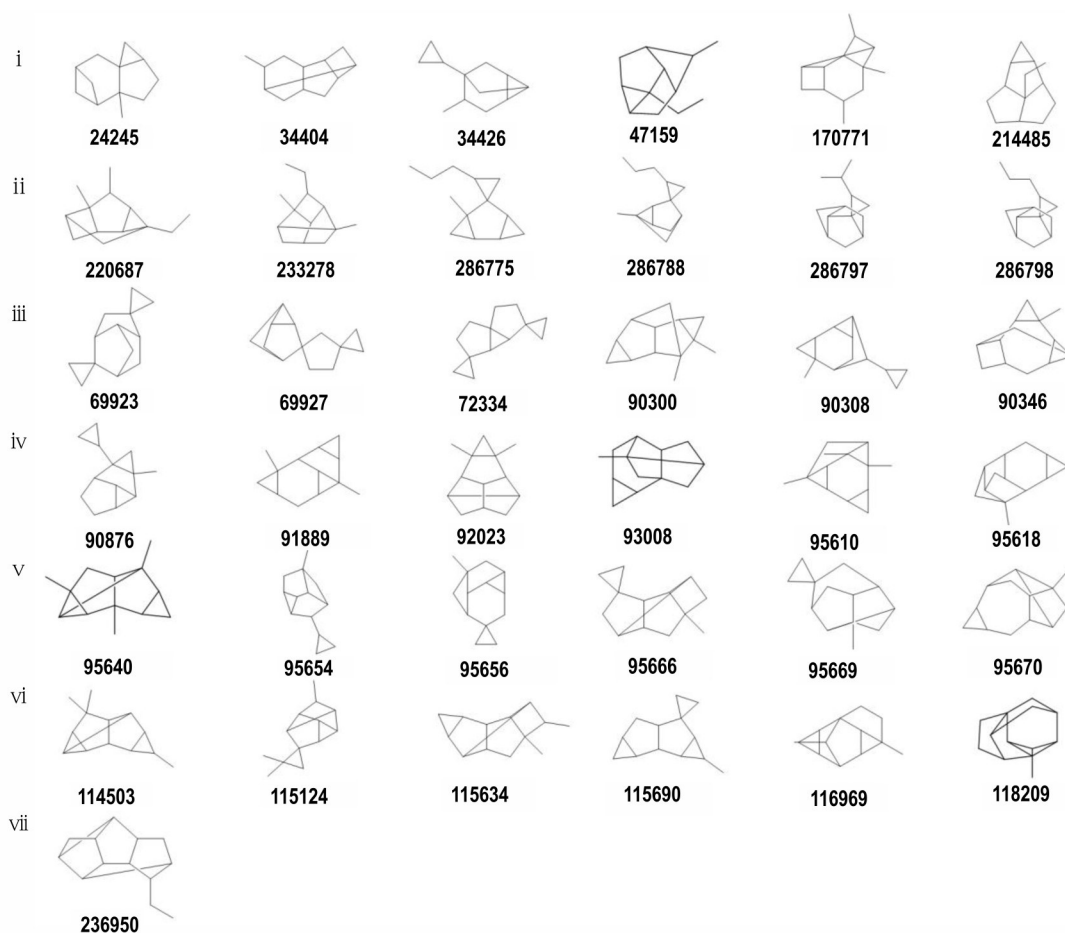 i
24245 34404 34426 47159 170771 214485
ii
220687 233278 286775 286788 286797 286798
iii
69923 69927 72334 90300 90308 90346
iv
90876 91889 92023 93008 95610 95618
v
95640 95654 95656 95666 95669 95670
vi
114503 115124 115634 115690 116969 118209
vii
236950